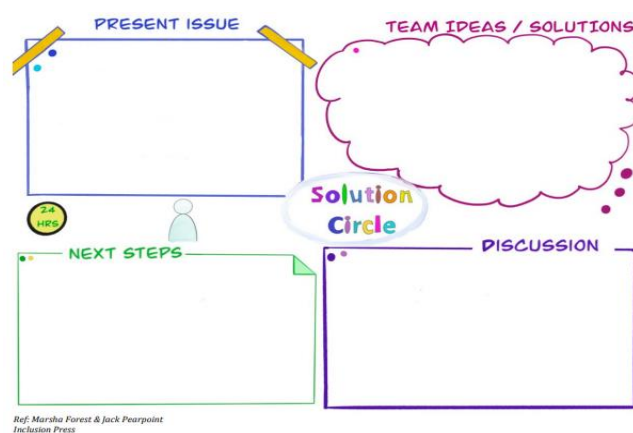 PRESENT ISSUE
TEAM IDEAS / SOLUTIONS
Solution
Circle
24
HRS
NEXT STEPS
DISCUSSION
Ref: Marsha Forest & Jack Pearpoint
Inclusion Press